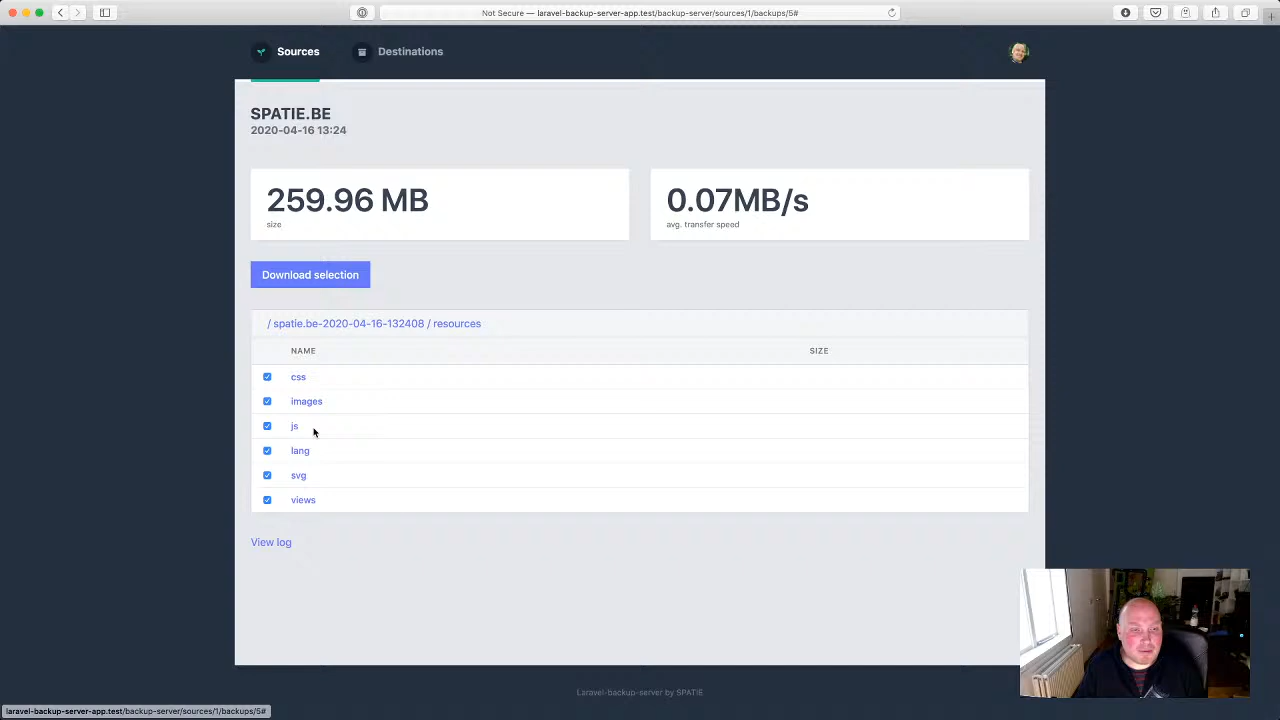 Not Secure — laravel-backup-server-app.test/backup-server/sources/1/backups/5#
Sources
Destinations
SPATIE.BE
2020-04-16 13:24
259.96 MB
size
0.07MB/s
avg. transfer speed
Download selection
/ spatie.be-2020-04-16-132408 / resources
NAME
SIZE
css
images
js
lang
svg
views
View log
Laravel-backup-server by SPATIE
laravel-backup-server-app.test/backup-server/sources/1/backups/5#